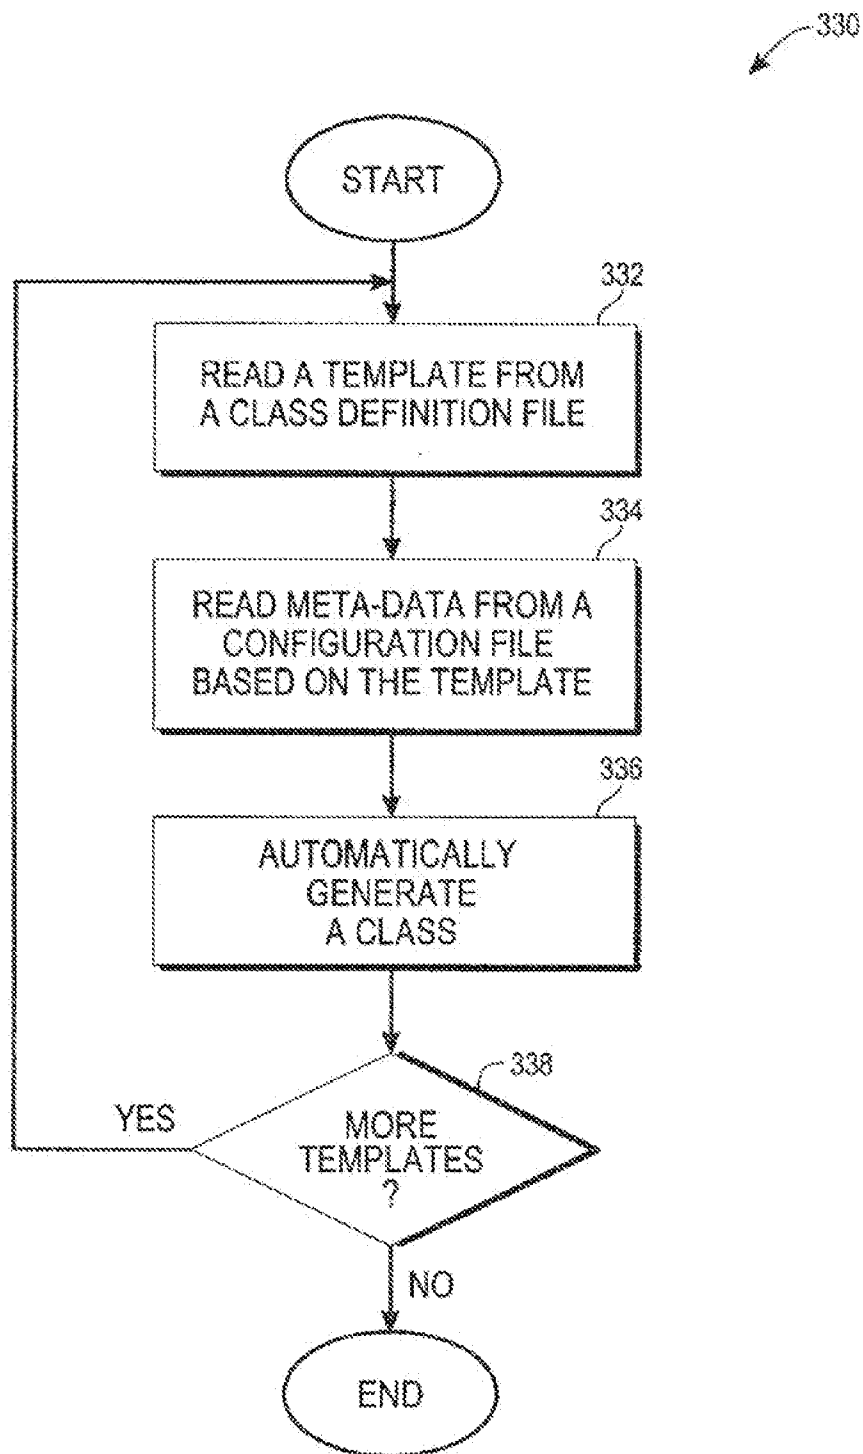 330
START
332
READ A TEMPLATE FROM
A CLASS DEFINITION FILE
334
READ META-DATA FROM A
CONFIGURATION FILE
BASED ON THE TEMPLATE
336
AUTOMATICALLY
GENERATE
A CLASS
338
YES
MORE
TEMPLATES
?
NO
END